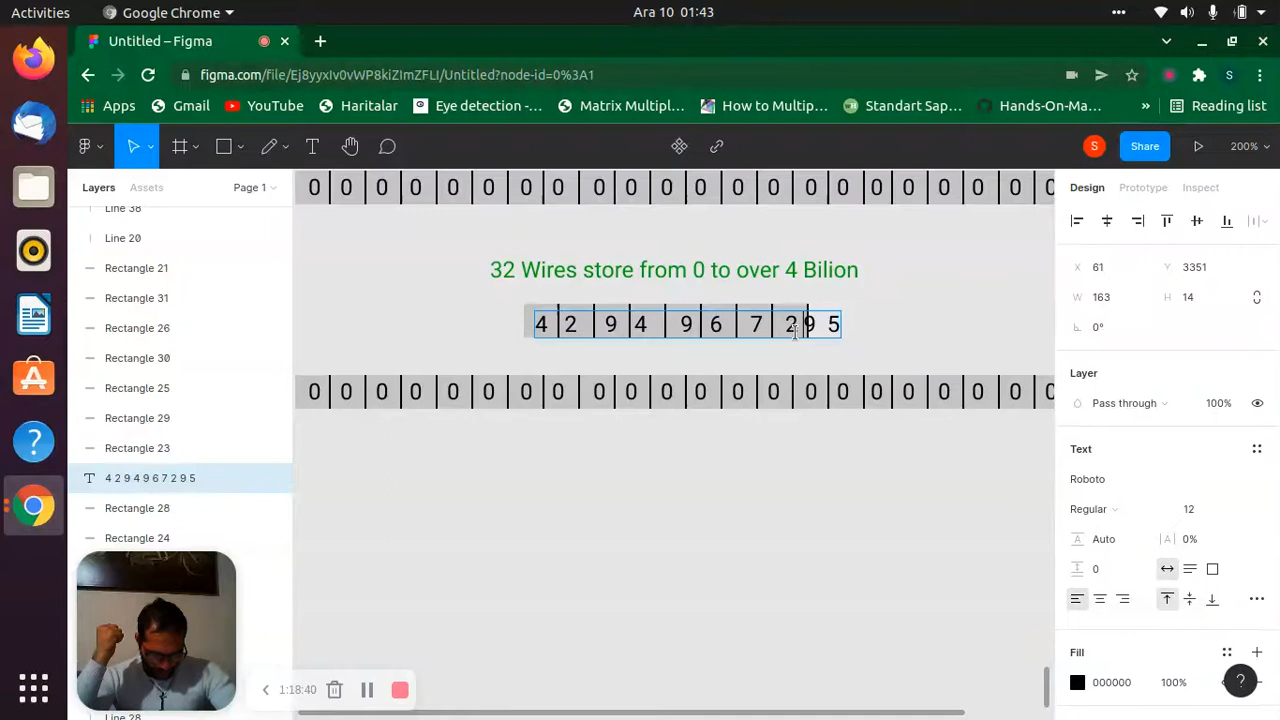 Activities Google Chrome Ara 10 01:43
Untitled – Figma
figma.com/file/Ej8yyxIv0vWP8kiZImZFLI/Untitled?node-id=0%3A1
Apps Gmail YouTube Haritalar Eye detection -... Matrix Multipl... How to Multip... Standart Sap... Hands-On-Ma... » Reading list
S Share 200%
Layers Assets Page 1
Design Prototype Inspect
0 0 0 0 0 0 0 0 0 0 0 0 0 0 0 0 0 0 0 0 0 0
Line 38
Line 20
Rectangle 21
Rectangle 31
Rectangle 26
Rectangle 30
Rectangle 25
Rectangle 29
Rectangle 23
4 2 9 4 9 6 7 2 9 5
Rectangle 28
Rectangle 24
Line 28
32 Wires store from 0 to over 4 Bilion
4 2 9 4 9 6 7 2 9 5
0 0 0 0 0 0 0 0 0 0 0 0 0 0 0 0 0 0 0 0 0 0
X 61 Y 3351
W 163 H 14
0°
Layer
Pass through 100%
Text
Roboto
Regular 12
Auto 0%
0
Fill
000000 100%
?
1:18:40